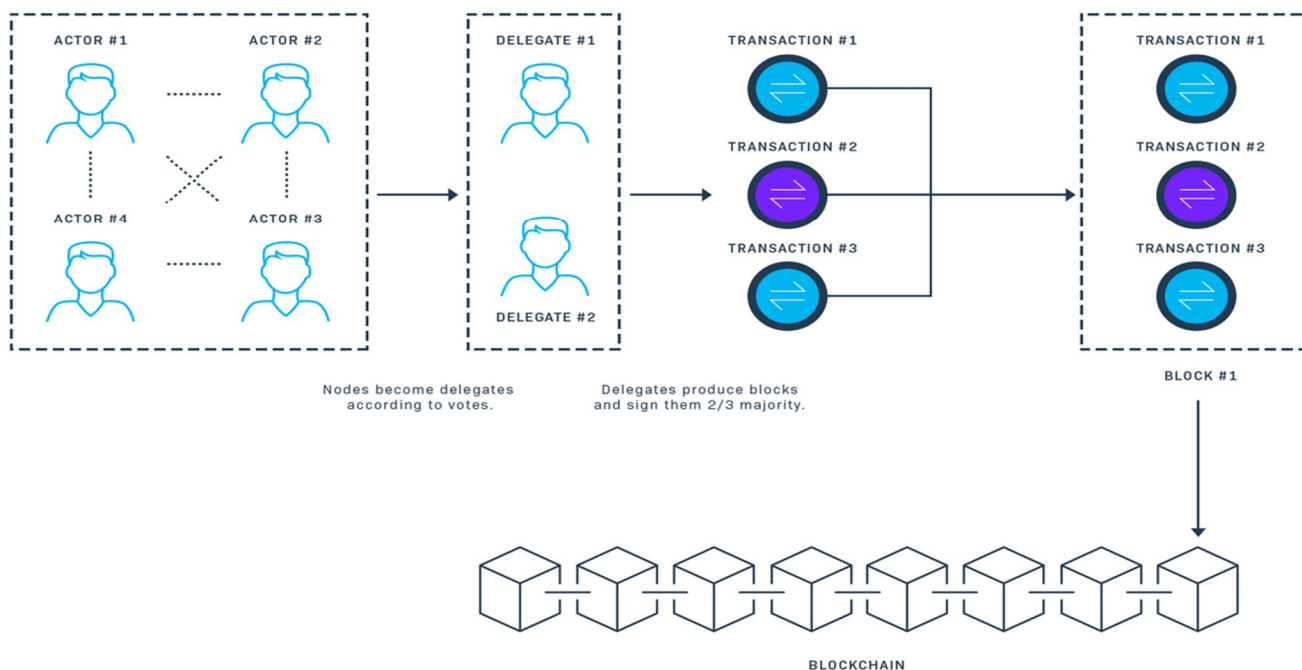 ACTOR #1
ACTOR #2
ACTOR #4
ACTOR #3
DELEGATE #1
DELEGATE #2
TRANSACTION #1
TRANSACTION #2
TRANSACTION #3
TRANSACTION #1
TRANSACTION #2
TRANSACTION #3
BLOCK #1
Nodes become delegates
according to votes.
Delegates produce blocks
and sign them 2/3 majority.
BLOCKCHAIN